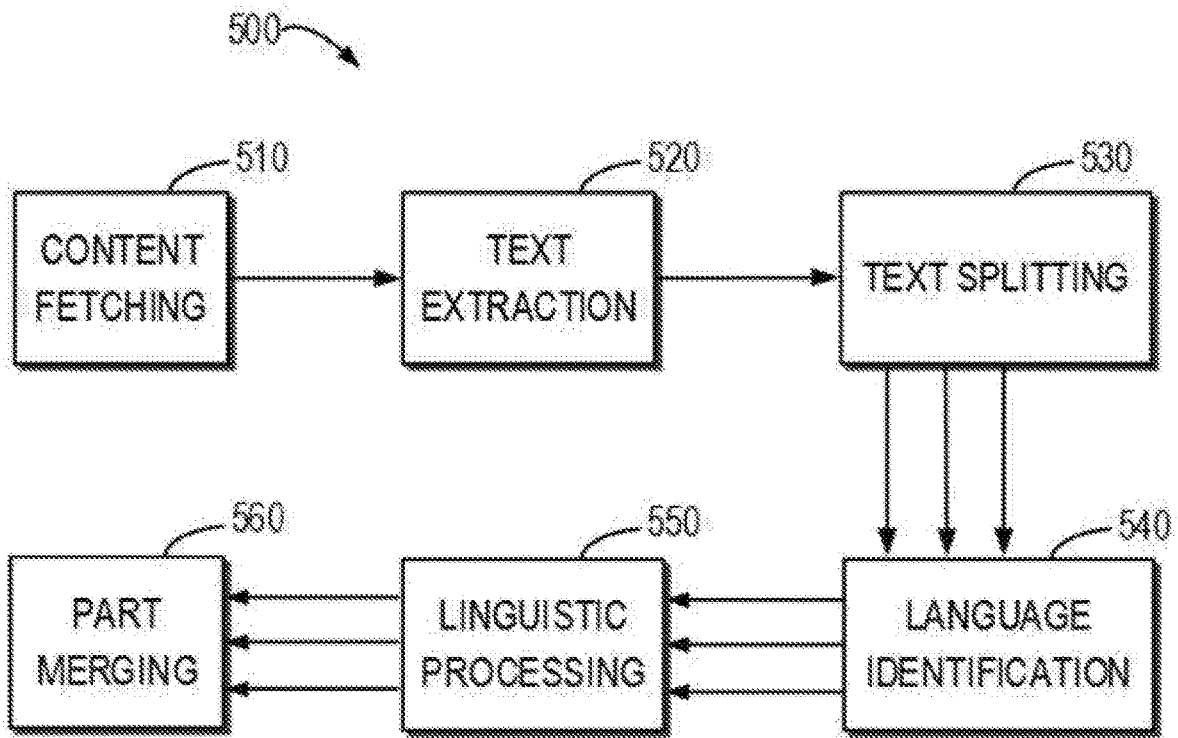 500
510
520
530
CONTENT
FETCHING
TEXT
EXTRACTION
TEXT SPLITTING
560
550
540
PART
MERGING
LINGUISTIC
PROCESSING
LANGUAGE
IDENTIFICATION